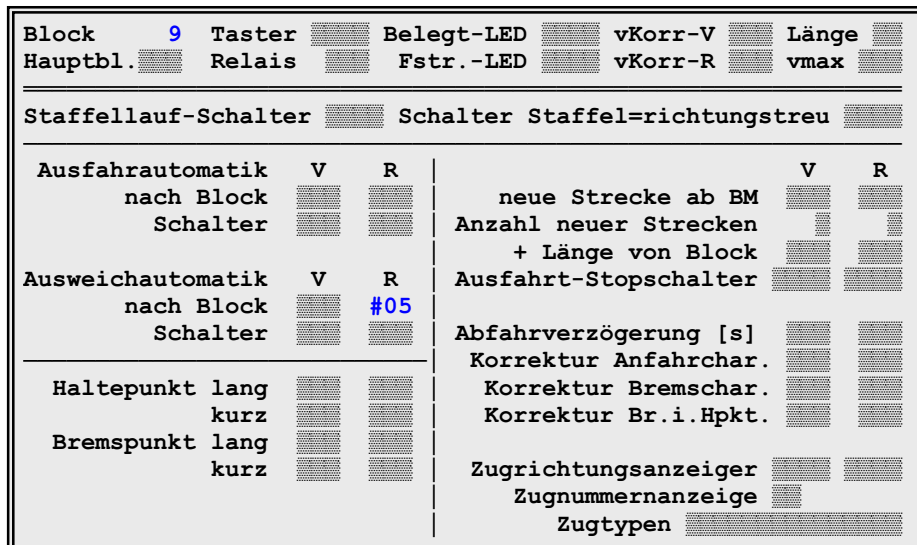 Block 9 Taster Belegt-LED vKorr-V Länge
Hauptbl. Relais Fstr.-LED vKorr-R vmax
Staffellauf-Schalter Schalter Staffel=richtungstreu
Ausfahrautomatik V R V R
nach Block neue Strecke ab BM
Schalter Anzahl neuer Strecken
+ Länge von Block
Ausweichautomatik V R Ausfahrt-Stopschalter
nach Block #05
Schalter Abfahrverzögerung [s]
Korrektur Anfahrchar.
Haltepunkt lang Korrektur Bremschar.
kurz Korrektur Br.i.Hpkt.
Bremspunkt lang
kurz Zugrichtungsanzeiger
Zugnummernanzeige
Zugtypen